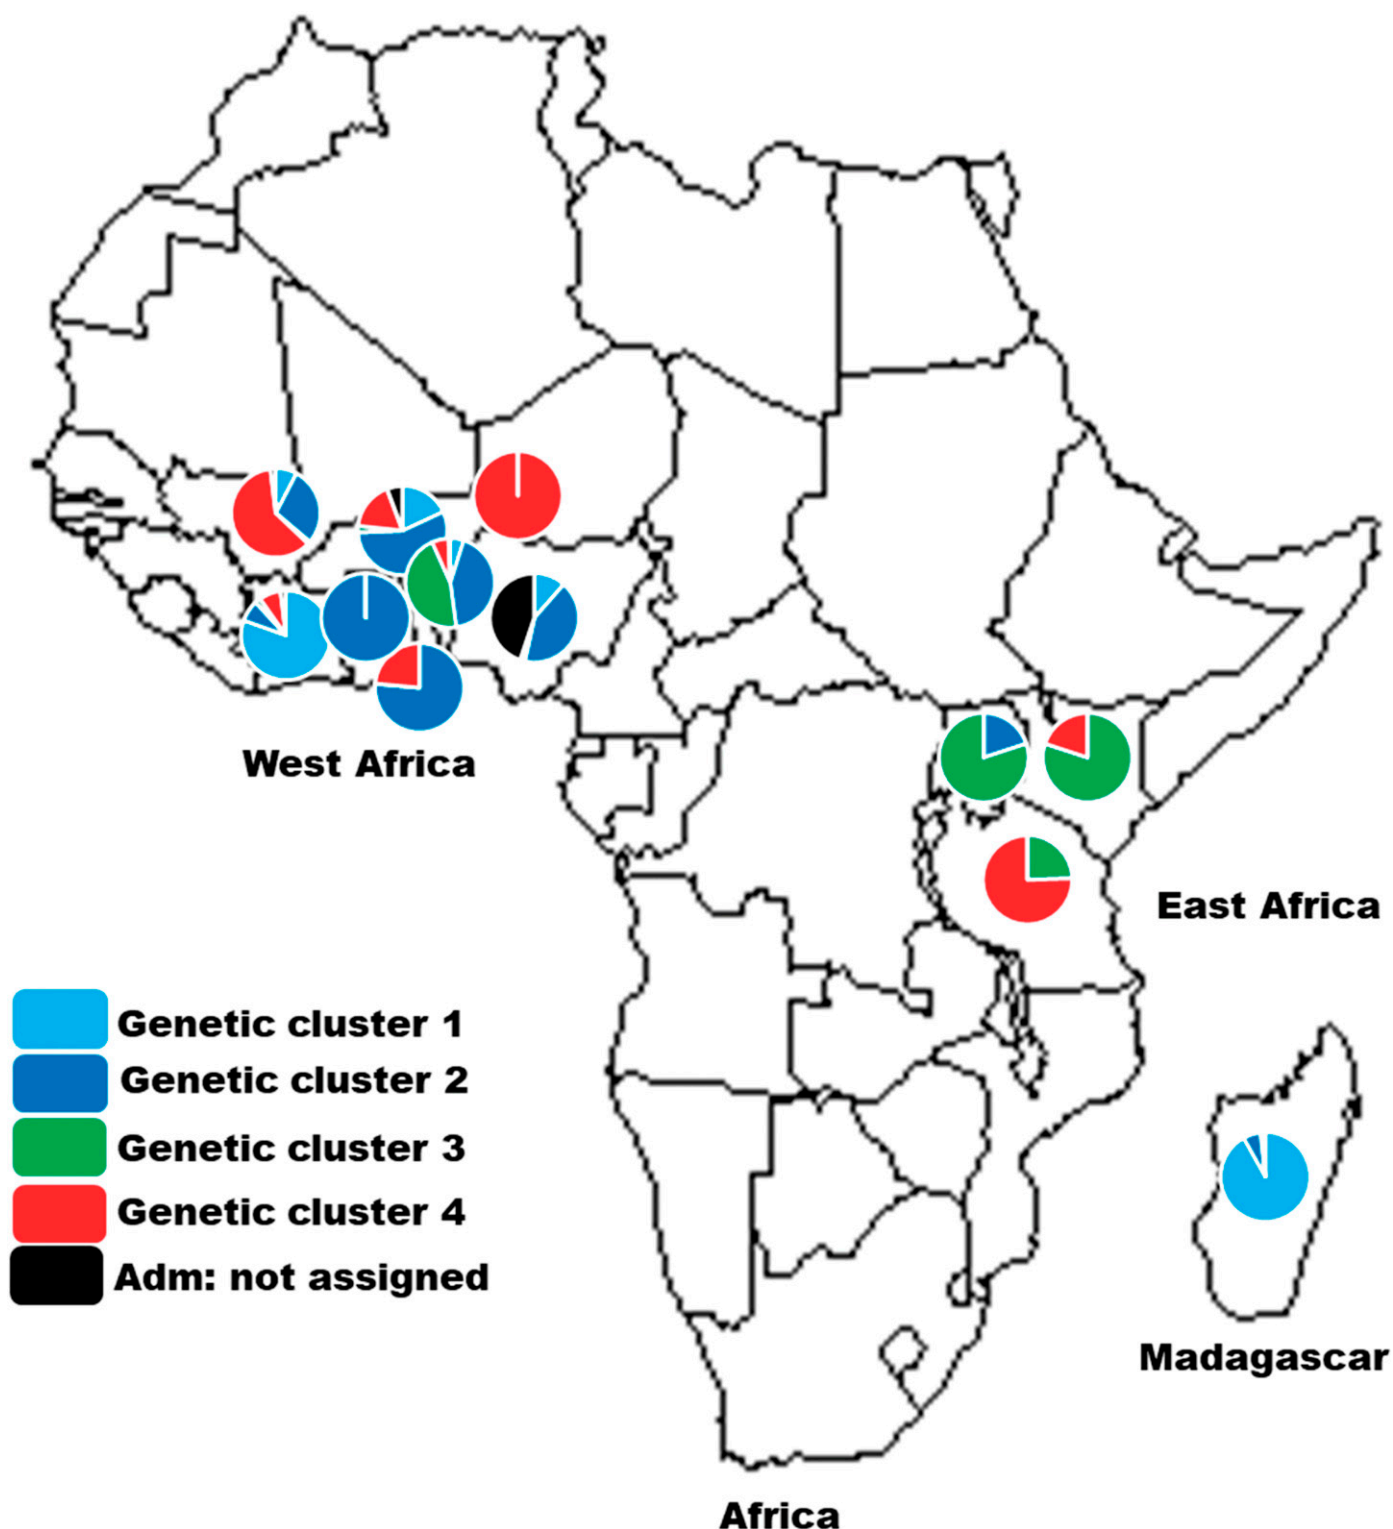 West Africa
East Africa
Genetic cluster 1
Genetic cluster 2
Genetic cluster 3
Genetic cluster 4
Adm: not assigned
Madagascar
Africa